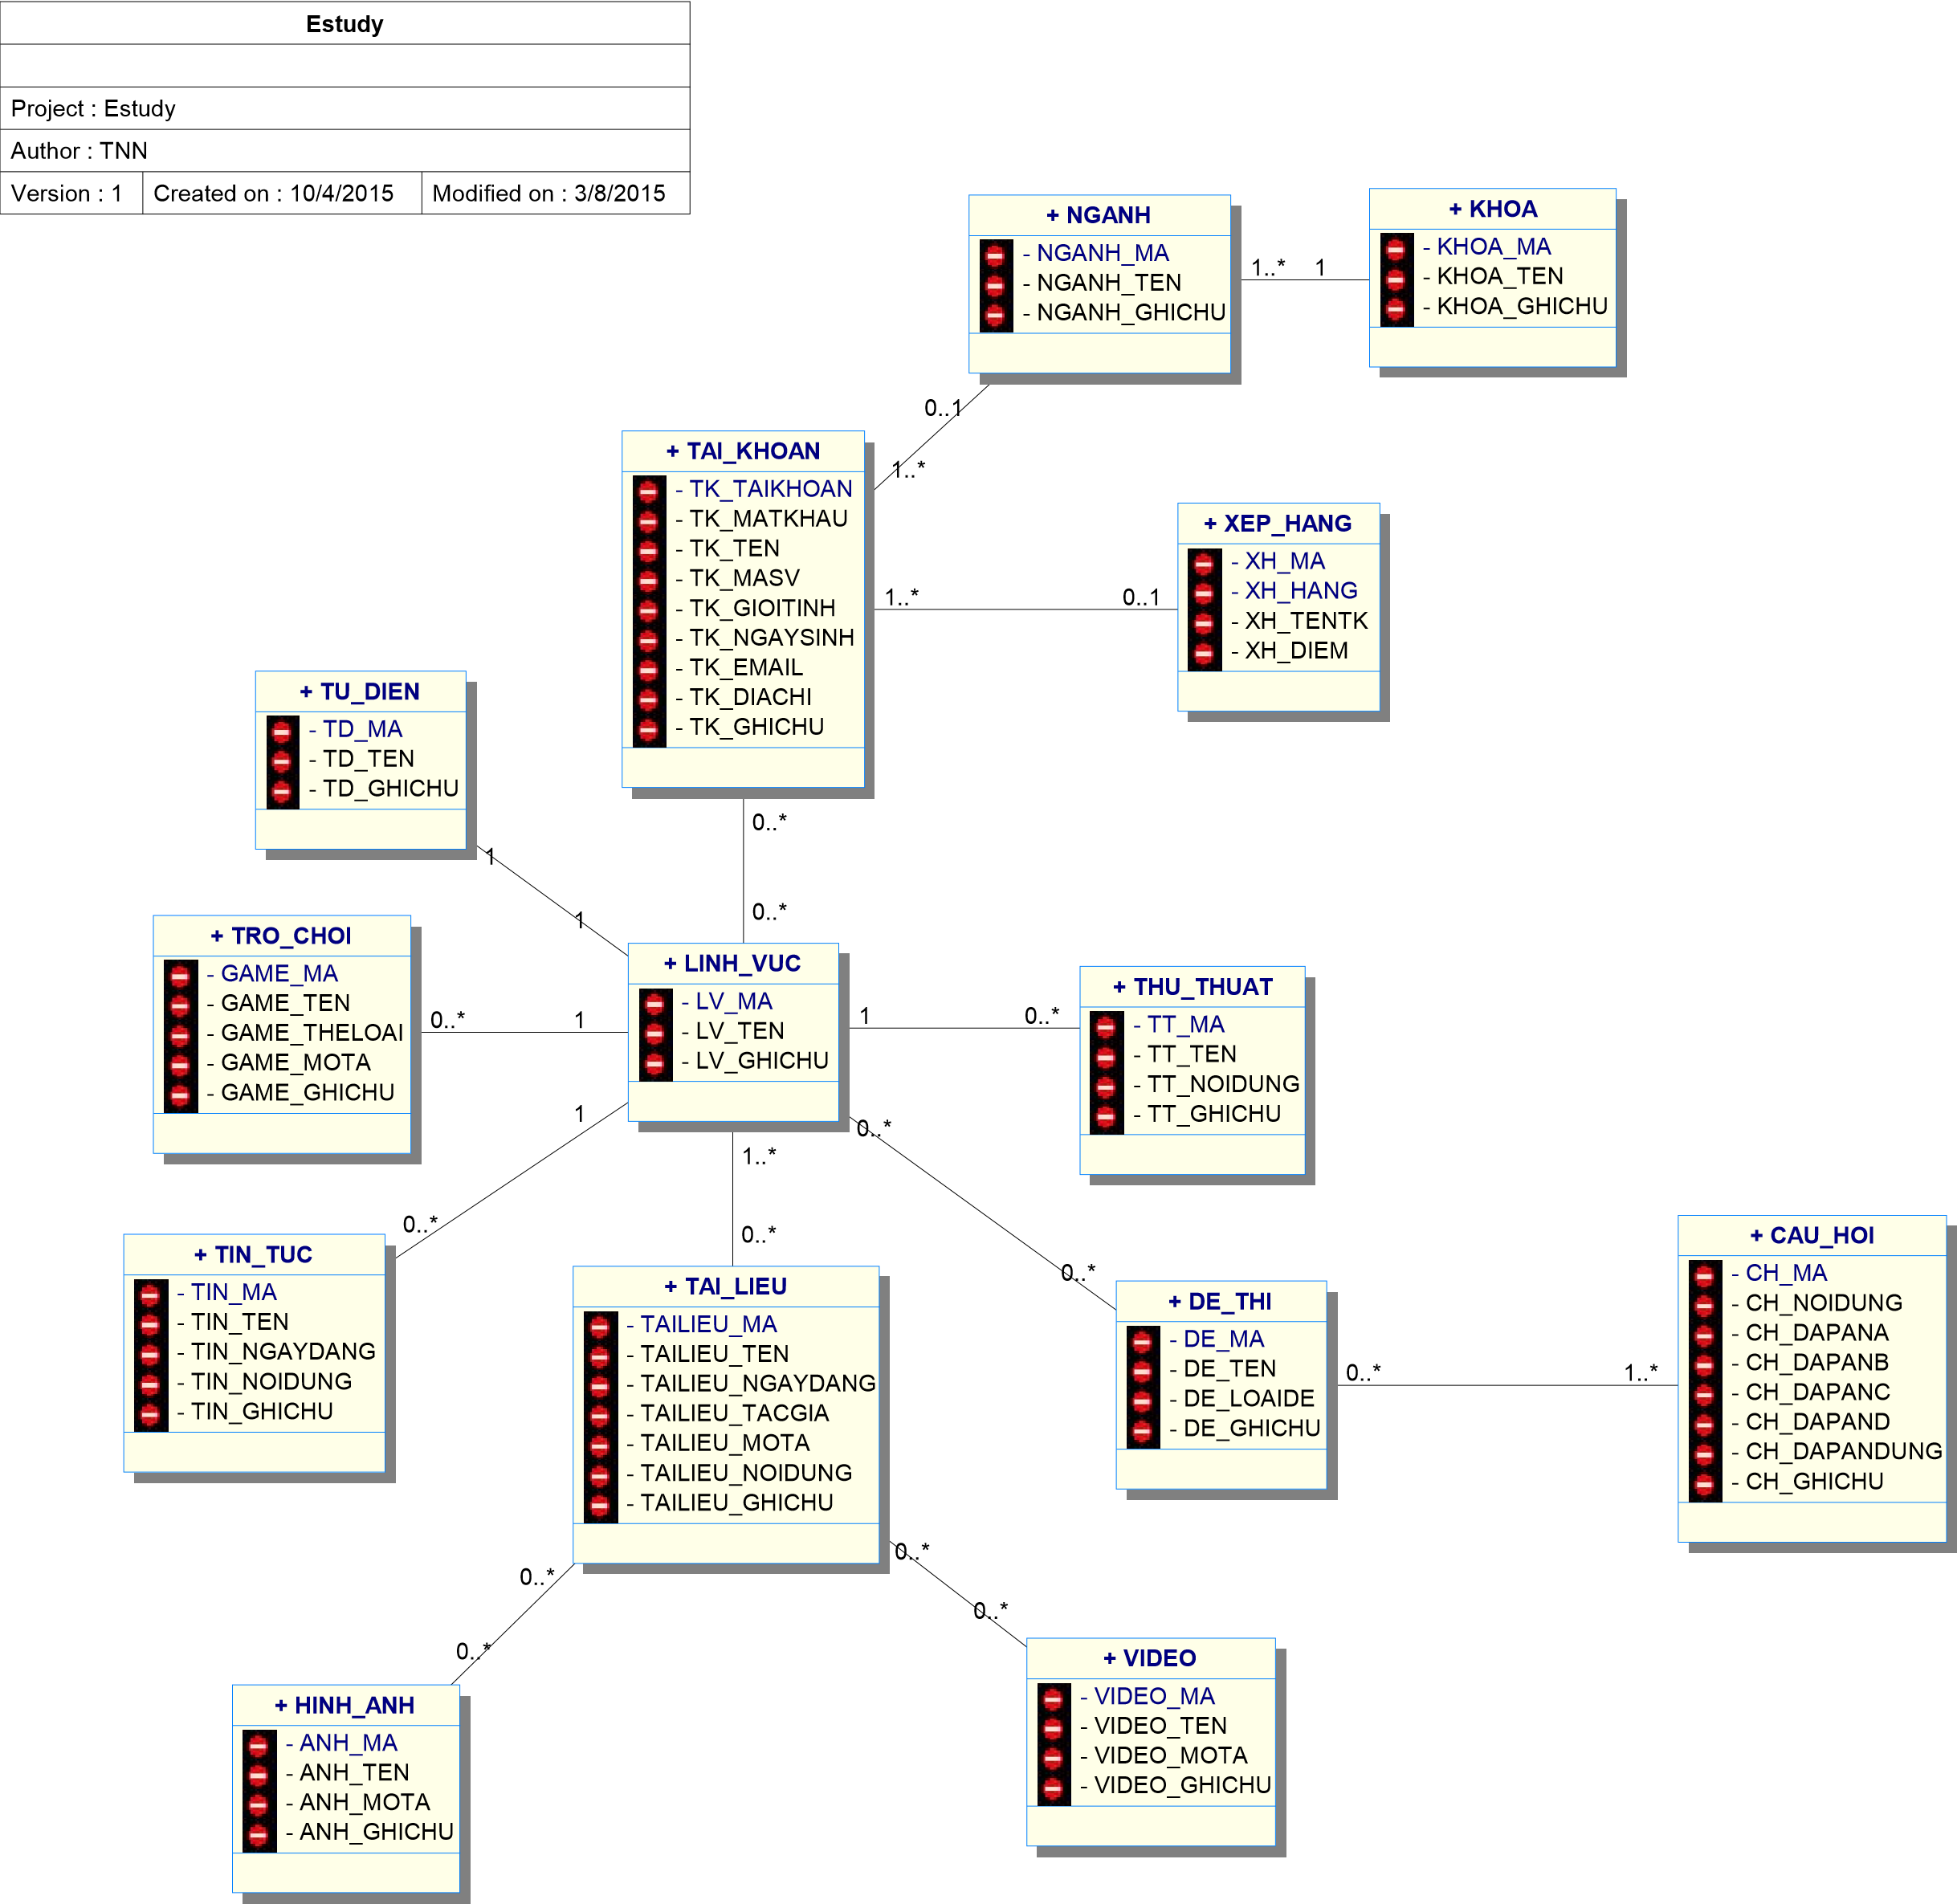 Estudy
Project : Estudy
Author : TNN
Version : 1 Created on : 10/4/2015 Modified on : 3/8/2015
+ NGANH
- NGANH_MA
- NGANH_TEN
- NGANH_GHICHU
1..* 1
+ KHOA
- KHOA_MA
- KHOA_TEN
- KHOA_GHICHU
0..1
1..*
+ TAI_KHOAN
- TK_TAIKHOAN
- TK_MATKHAU
- TK_TEN
- TK_MASV
- TK_GIOITINH
- TK_NGAYSINH
- TK_EMAIL
- TK_DIACHI
- TK_GHICHU
1..* 0..1
+ XEP_HANG
- XH_MA
- XH_HANG
- XH_TENTK
- XH_DIEM
+ TU_DIEN
- TD_MA
- TD_TEN
- TD_GHICHU
1
1
0..*
0..*
+ TRO_CHOI
- GAME_MA
- GAME_TEN
- GAME_THELOAI
- GAME_MOTA
- GAME_GHICHU
0..* 1
+ LINH_VUC
- LV_MA
- LV_TEN
- LV_GHICHU
1 0..*
+ THU_THUAT
- TT_MA
- TT_TEN
- TT_NOIDUNG
- TT_GHICHU
1
0..*
1..*
0..*
0..*
0..*
+ TIN_TUC
- TIN_MA
- TIN_TEN
- TIN_NGAYDANG
- TIN_NOIDUNG
- TIN_GHICHU
+ TAI_LIEU
- TAILIEU_MA
- TAILIEU_TEN
- TAILIEU_NGAYDANG
- TAILIEU_TACGIA
- TAILIEU_MOTA
- TAILIEU_NOIDUNG
- TAILIEU_GHICHU
+ DE_THI
- DE_MA
- DE_TEN
- DE_LOAIDE
- DE_GHICHU
0..* 1..*
+ CAU_HOI
- CH_MA
- CH_NOIDUNG
- CH_DAPANA
- CH_DAPANB
- CH_DAPANC
- CH_DAPAND
- CH_DAPANDUNG
- CH_GHICHU
0..*
0..*
0..*
0..*
+ HINH_ANH
- ANH_MA
- ANH_TEN
- ANH_MOTA
- ANH_GHICHU
+ VIDEO
- VIDEO_MA
- VIDEO_TEN
- VIDEO_MOTA
- VIDEO_GHICHU